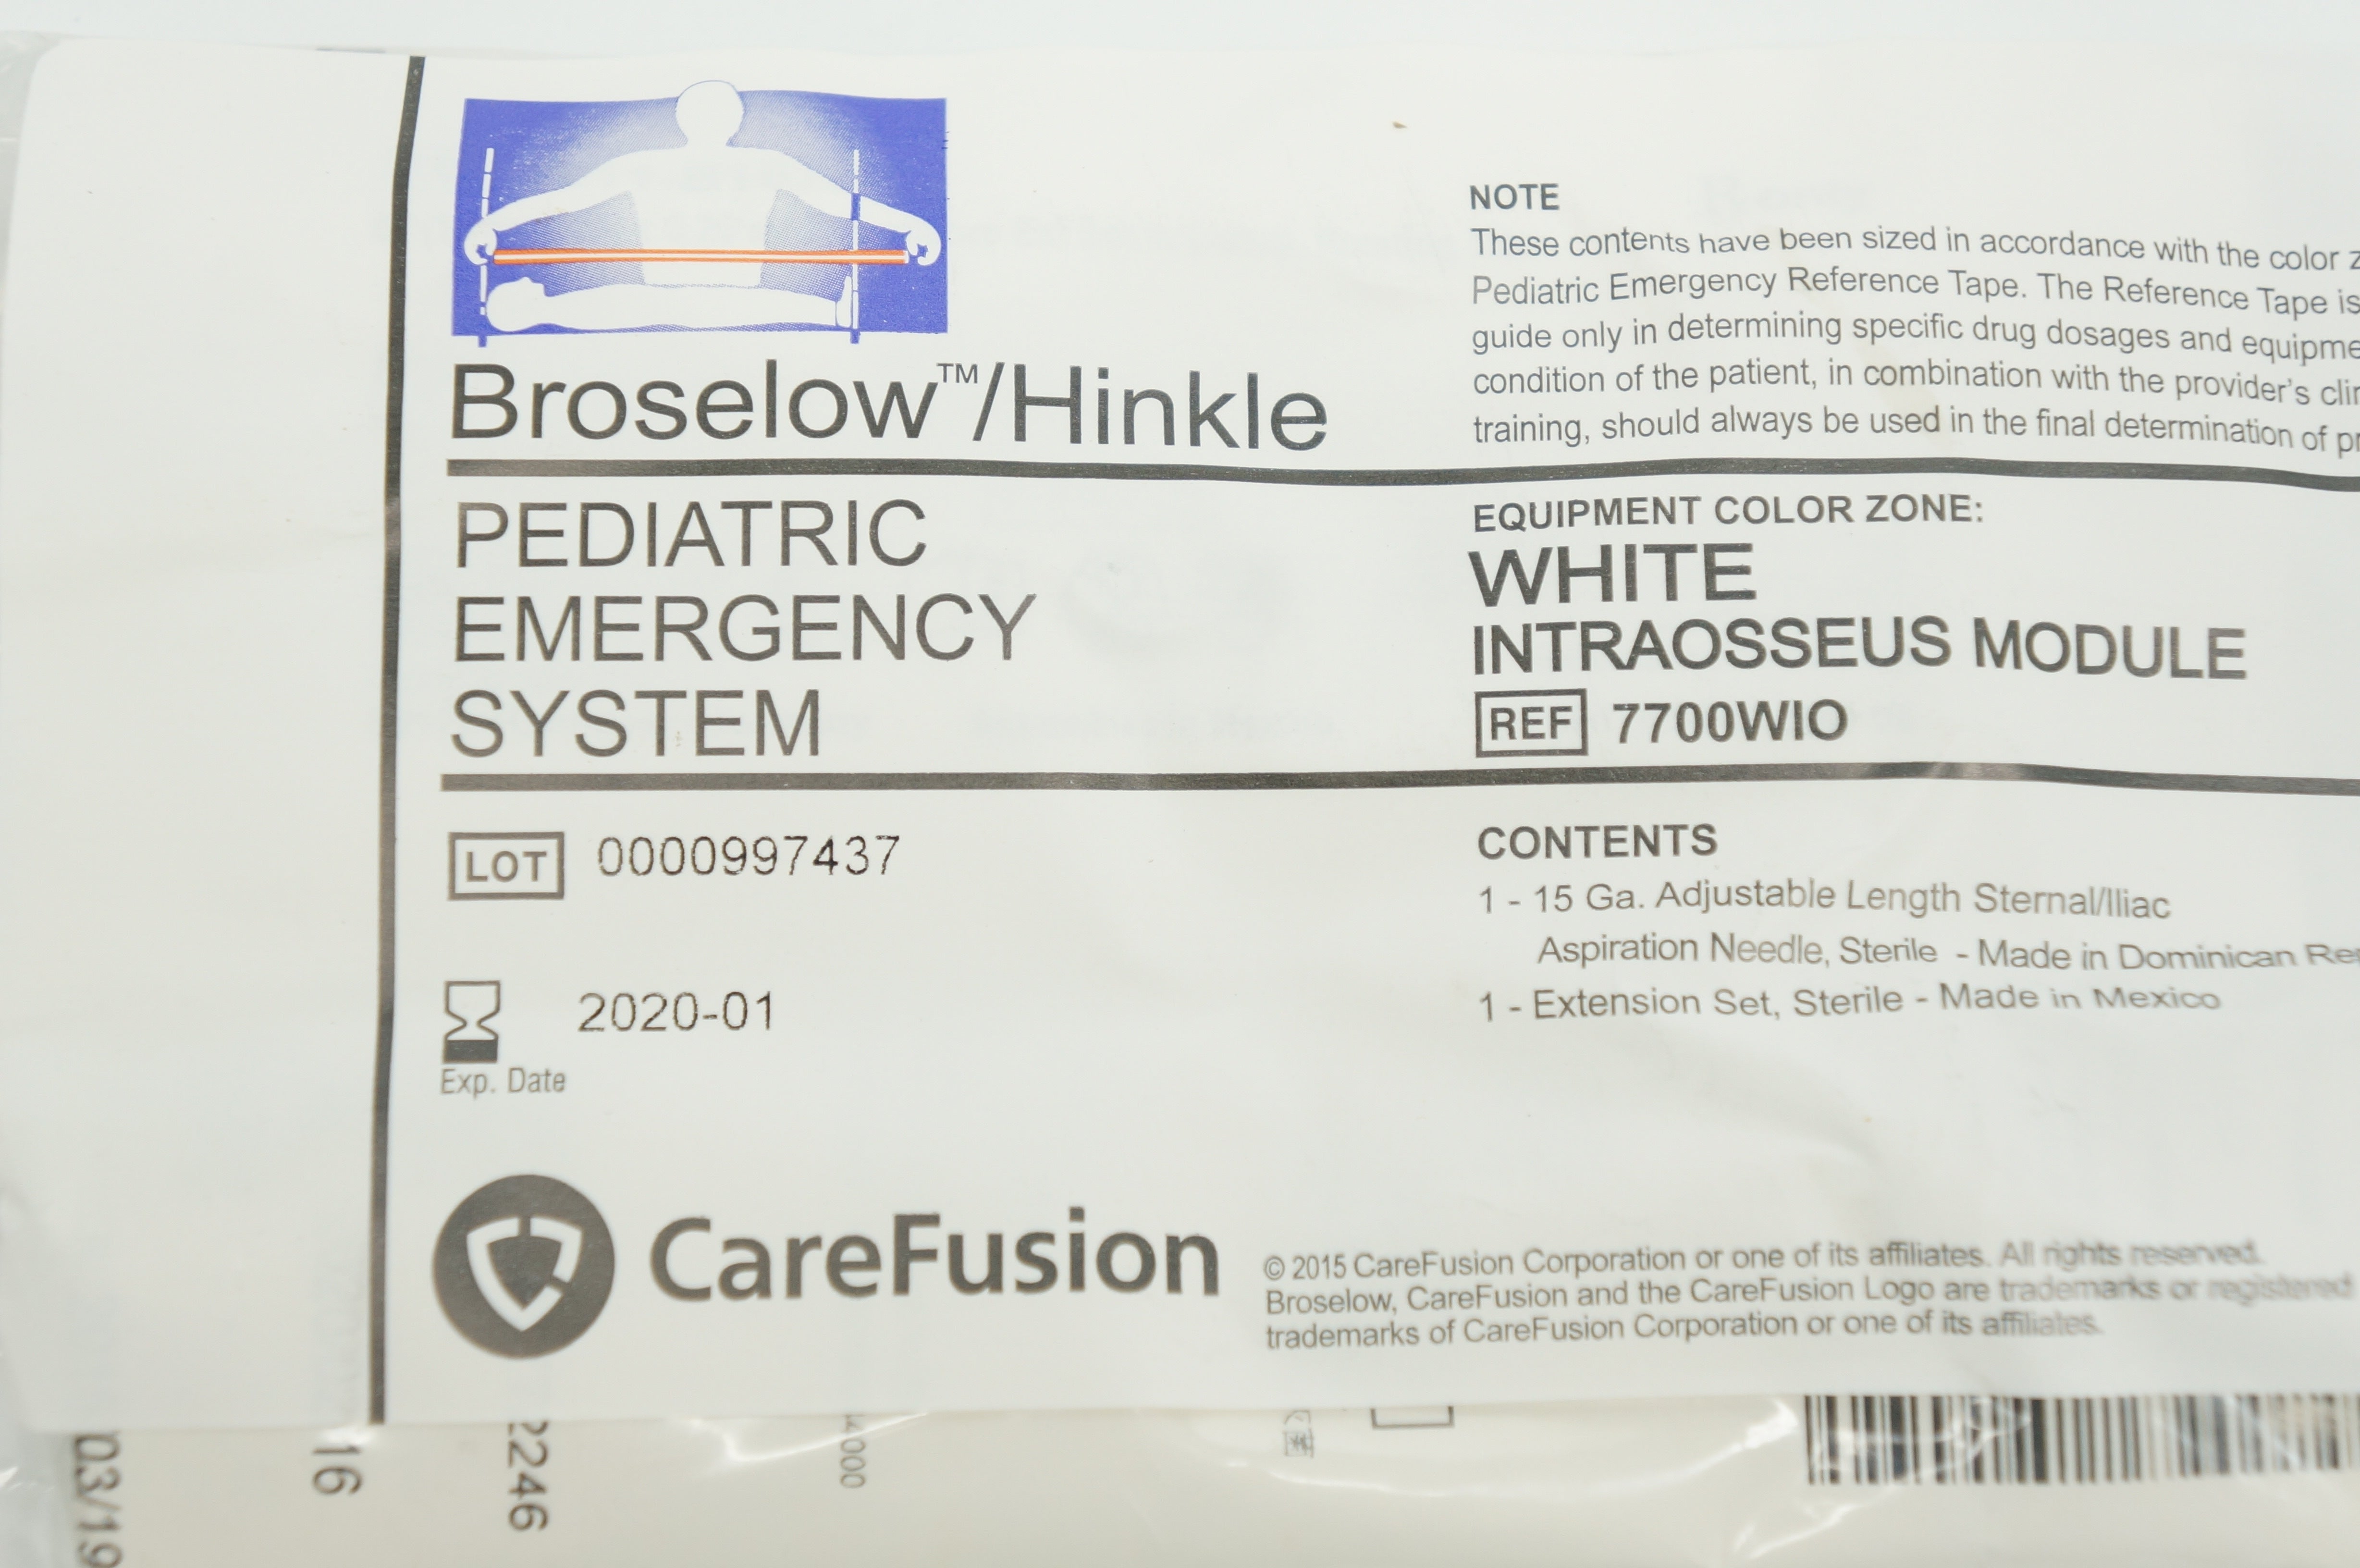 Broselow™/Hinkle
PEDIATRIC
EMERGENCY
SYSTEM
LOT 0000997437
2020-01
Exp. Date
CareFusion
NOTE
These contents have been sized in accordance with the color
Pediatric Emergency Reference Tape. The Reference Tape is
guide only in determining specific drug dosages and
condition of the patient, in combination with the provider's
training, should always be used in the final determination of
EQUIPMENT COLOR ZONE:
WHITE
INTRAOSSEUS MODULE
REF 7700WIO
CONTENTS
1 - 15 Ga. Adjustable Length Sternal/Iliac
Aspiration Needle, Sterile - Made in Dominican
1 - Extension Set, Sterile - Made in Mexico
© 2015 CareFusion Corporation or one of its affiliates. All rights reserved.
Broselow, CareFusion and the CareFusion Logo are trademarks or registered
trademarks of CareFusion Corporation or one of its affiliates.
03/19
16
2246